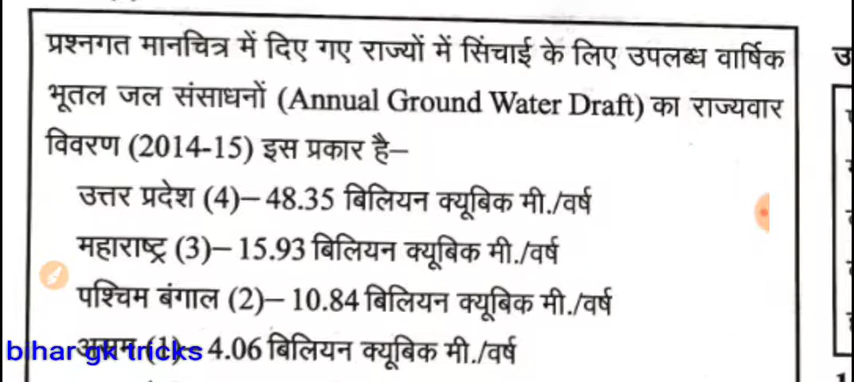 प्रश्नगत मानचित्र में दिए गए राज्यों में सिंचाई के लिए उपलब्ध वार्षिक
भूतल जल संसाधनों (Annual Ground Water Draft) का राज्यवार
विवरण (2014-15) इस प्रकार है–
उत्तर प्रदेश (4)– 48.35 बिलियन क्यूबिक मी./वर्ष
महाराष्ट्र (3)– 15.93 बिलियन क्यूबिक मी./वर्ष
पश्चिम बंगाल (2)– 10.84 बिलियन क्यूबिक मी./वर्ष
bihar gk tricks 4.06 बिलियन क्यूबिक मी./वर्ष